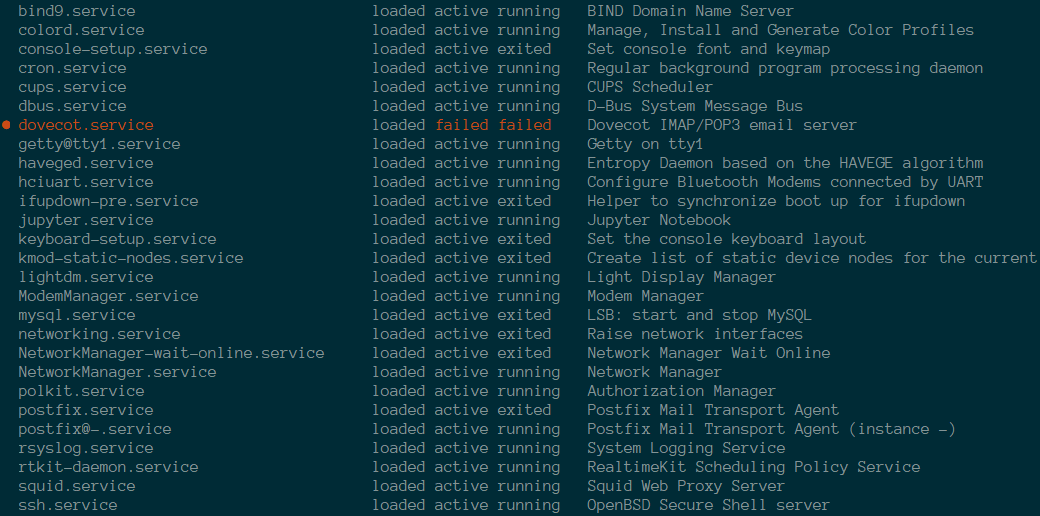 bind9.service loaded active running BIND Domain Name Server
colord.service loaded active running Manage, Install and Generate Color Profiles
console-setup.service loaded active exited Set console font and keymap
cron.service loaded active running Regular background program processing daemon
cups.service loaded active running CUPS Scheduler
dbus.service loaded active running D-Bus System Message Bus
● dovecot.service loaded failed failed Dovecot IMAP/POP3 email server
getty@tty1.service loaded active running Getty on tty1
haveged.service loaded active running Entropy Daemon based on the HAVEGE algorithm
hciuart.service loaded active running Configure Bluetooth Modems connected by UART
ifupdown-pre.service loaded active exited Helper to synchronize boot up for ifupdown
jupyter.service loaded active running Jupyter Notebook
keyboard-setup.service loaded active exited Set the console keyboard layout
kmod-static-nodes.service loaded active exited Create list of static device nodes for the current
lightdm.service loaded active running Light Display Manager
ModemManager.service loaded active running Modem Manager
mysql.service loaded active exited LSB: start and stop MySQL
networking.service loaded active exited Raise network interfaces
NetworkManager-wait-online.service loaded active exited Network Manager Wait Online
NetworkManager.service loaded active running Network Manager
polkit.service loaded active running Authorization Manager
postfix.service loaded active exited Postfix Mail Transport Agent
postfix@-.service loaded active running Postfix Mail Transport Agent (instance -)
rsyslog.service loaded active running System Logging Service
rtkit-daemon.service loaded active running RealtimeKit Scheduling Policy Service
squid.service loaded active running Squid Web Proxy Server
ssh.service loaded active running OpenBSD Secure Shell server